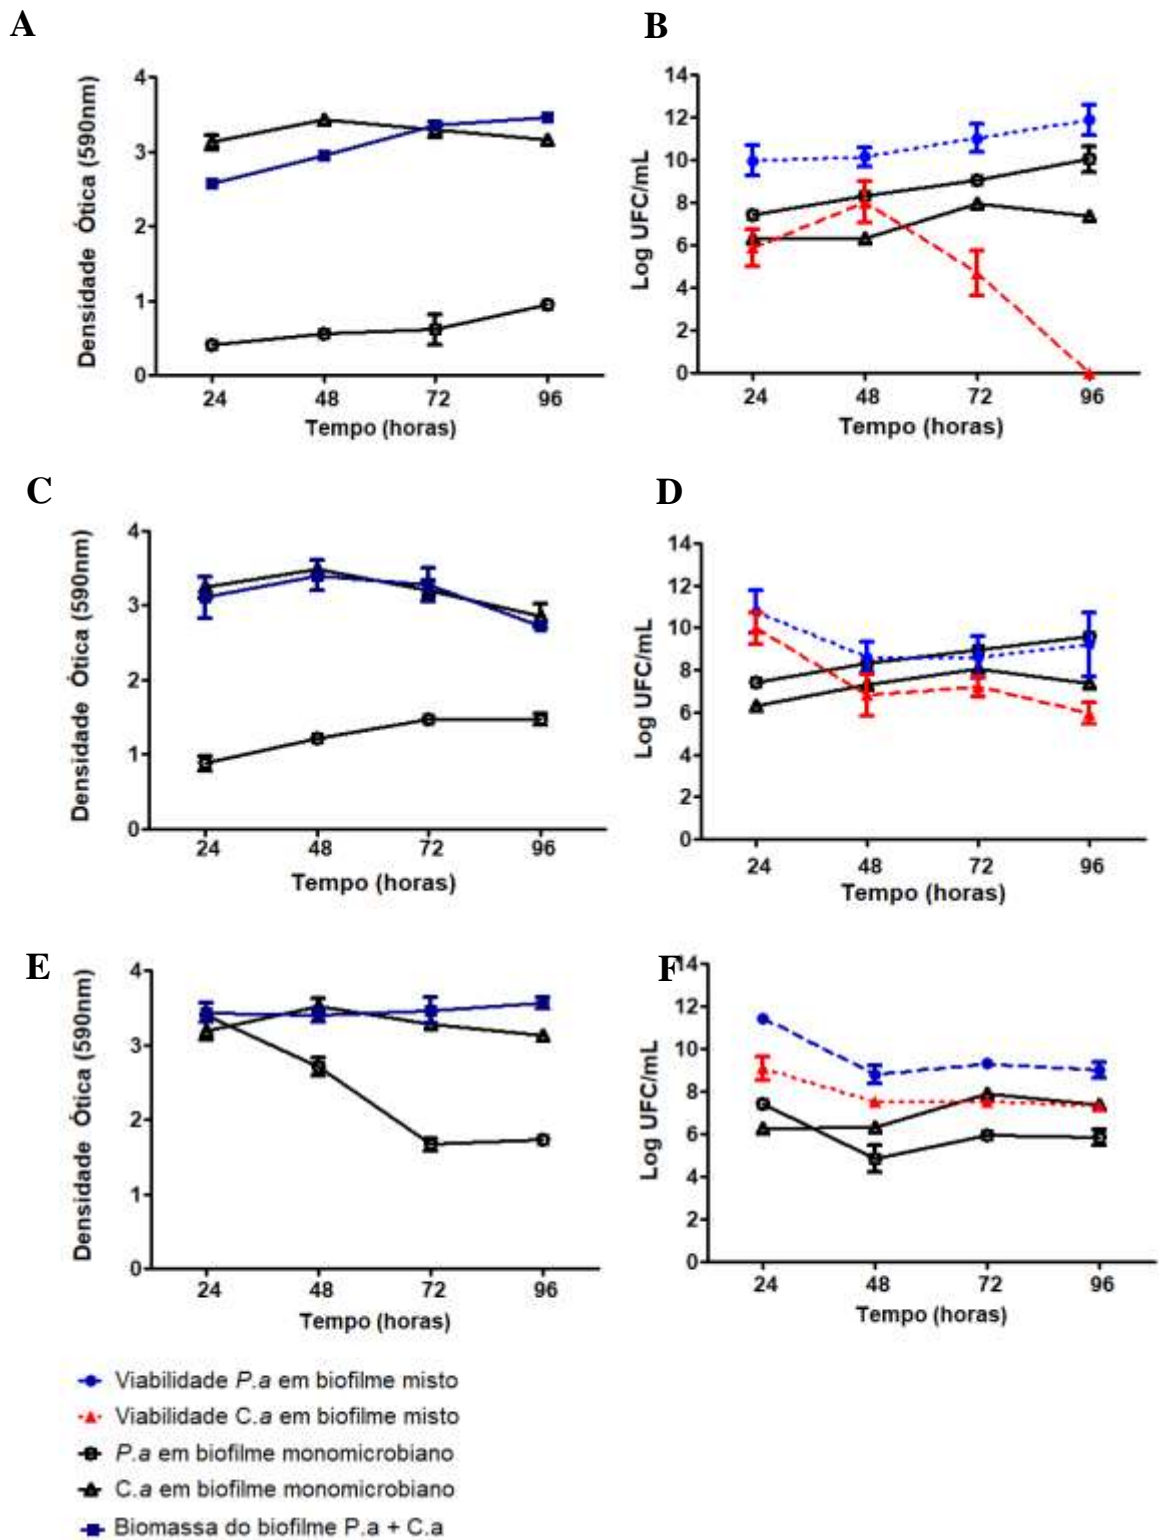 A
B
Densidade Ótica (590nm)
4
3
2
1
0
24 48 72 96
Tempo (horas)
Log UFC/mL
14
12
10
8
6
4
2
0
24 48 72 96
Tempo (horas)
C
D
Densidade Ótica (590nm)
4
3
2
1
0
24 48 72 96
Tempo (horas)
Log UFC/mL
14
12
10
8
6
4
2
0
24 48 72 96
Tempo (horas)
E
F
Densidade Ótica (590nm)
4
3
2
1
0
24 48 72 96
Tempo (horas)
Log UFC/mL
14
12
10
8
6
4
2
0
24 48 72 96
Tempo (horas)
Viabilidade P.a em biofilme misto
Viabilidade C.a em biofilme misto
P.a em biofilme monomicrobiano
C.a em biofilme monomicrobiano
Biomassa do biofilme P.a + C.a